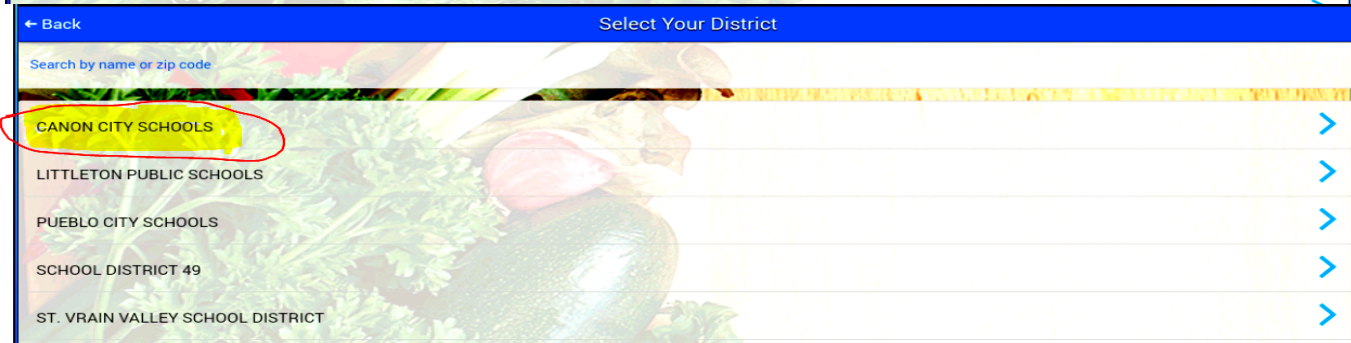 ← Back
Select Your District
Search by name or zip code
CANON CITY SCHOOLS
LITTLETON PUBLIC SCHOOLS
PUEBLO CITY SCHOOLS
SCHOOL DISTRICT 49
ST. VRAIN VALLEY SCHOOL DISTRICT